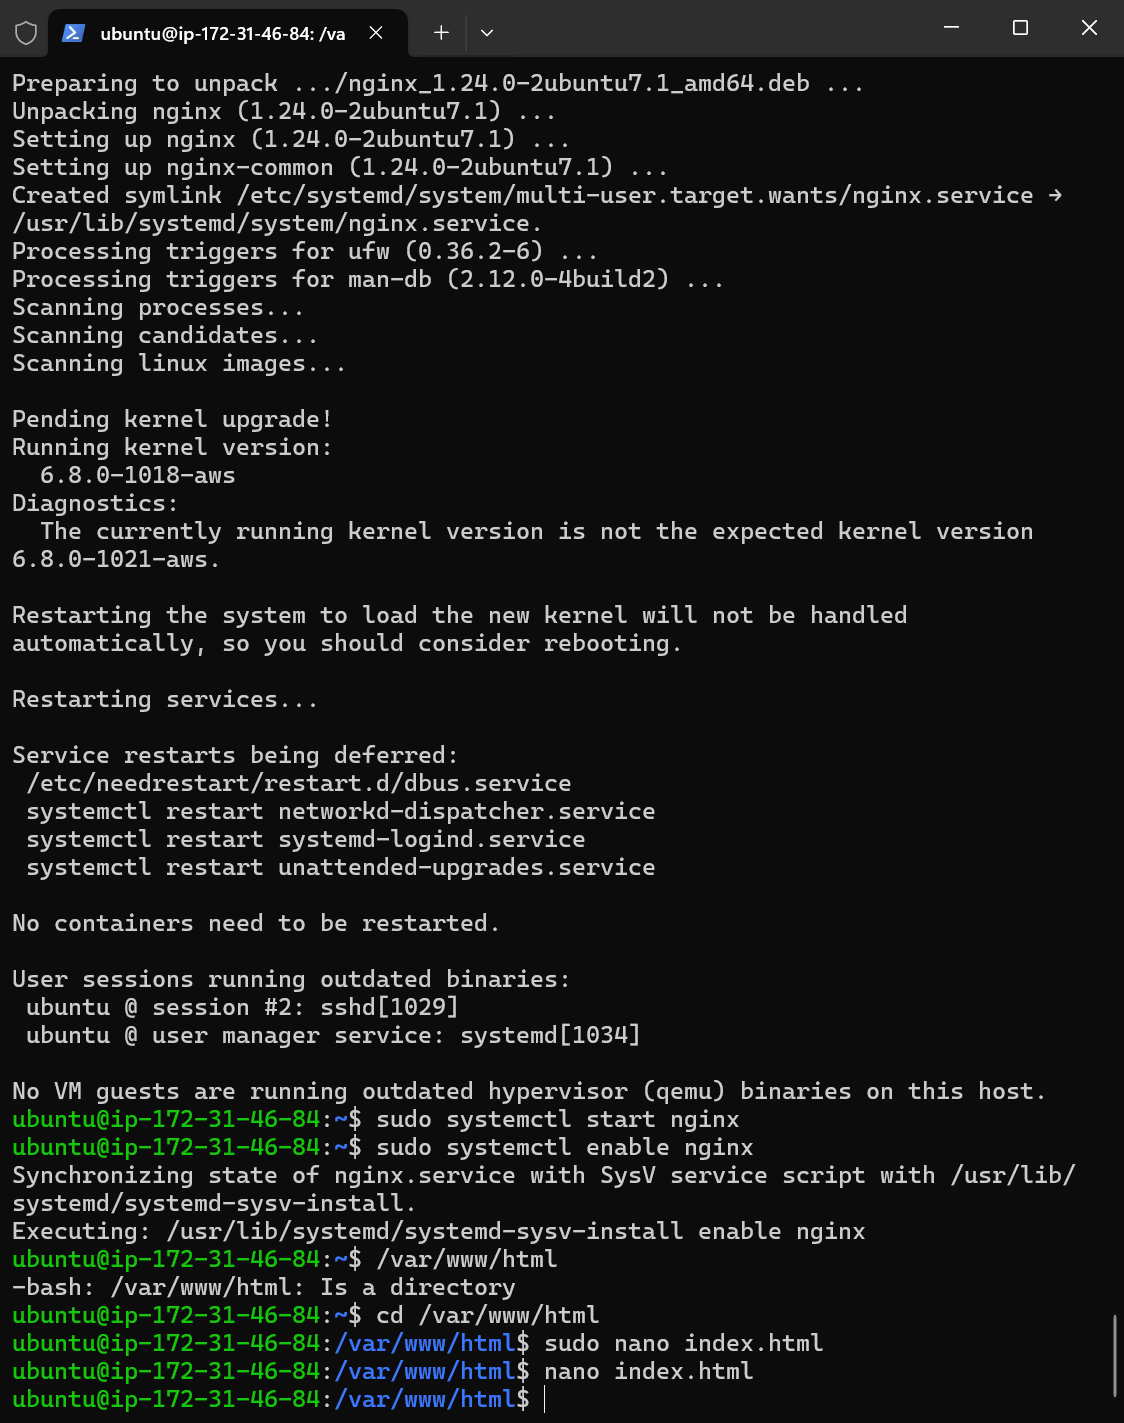 ubuntu@ip-172-31-46-84: /va
Preparing to unpack .../nginx_1.24.0-2ubuntu7.1_amd64.deb ...
Unpacking nginx (1.24.0-2ubuntu7.1) ...
Setting up nginx (1.24.0-2ubuntu7.1) ...
Setting up nginx-common (1.24.0-2ubuntu7.1) ...
Created symlink /etc/systemd/system/multi-user.target.wants/nginx.service →
/usr/lib/systemd/system/nginx.service.
Processing triggers for ufw (0.36.2-6) ...
Processing triggers for man-db (2.12.0-4build2) ...
Scanning processes...
Scanning candidates...
Scanning linux images...
Pending kernel upgrade!
Running kernel version:
  6.8.0-1018-aws
Diagnostics:
  The currently running kernel version is not the expected kernel version
6.8.0-1021-aws.
Restarting the system to load the new kernel will not be handled
automatically, so you should consider rebooting.
Restarting services...
Service restarts being deferred:
 /etc/needrestart/restart.d/dbus.service
 systemctl restart networkd-dispatcher.service
 systemctl restart systemd-logind.service
 systemctl restart unattended-upgrades.service
No containers need to be restarted.
User sessions running outdated binaries:
 ubuntu @ session #2: sshd[1029]
 ubuntu @ user manager service: systemd[1034]
No VM guests are running outdated hypervisor (qemu) binaries on this host.
ubuntu@ip-172-31-46-84:~$ sudo systemctl start nginx
ubuntu@ip-172-31-46-84:~$ sudo systemctl enable nginx
Synchronizing state of nginx.service with SysV service script with /usr/lib/
systemd/systemd-sysv-install.
Executing: /usr/lib/systemd/systemd-sysv-install enable nginx
ubuntu@ip-172-31-46-84:~$ /var/www/html
-bash: /var/www/html: Is a directory
ubuntu@ip-172-31-46-84:~$ cd /var/www/html
ubuntu@ip-172-31-46-84:/var/www/html$ sudo nano index.html
ubuntu@ip-172-31-46-84:/var/www/html$ nano index.html
ubuntu@ip-172-31-46-84:/var/www/html$